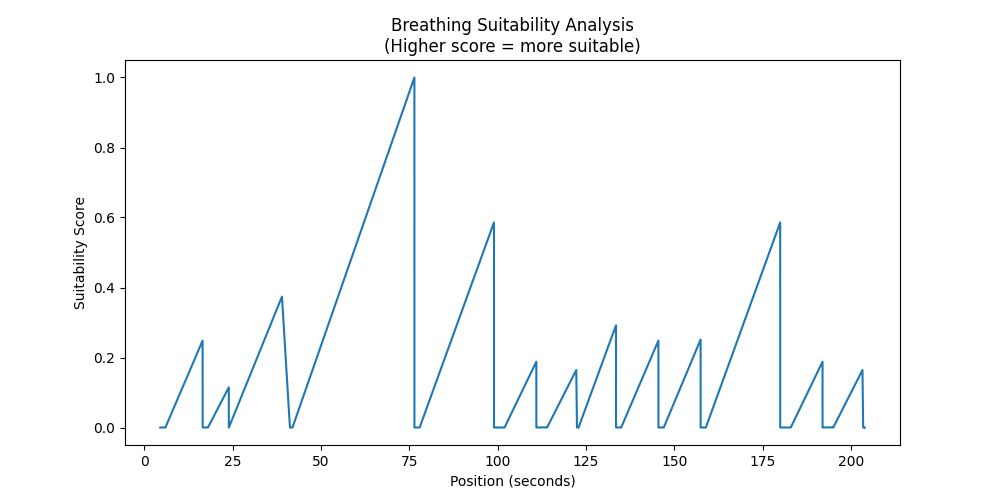 Breathing Suitability Analysis
(Higher score = more suitable)
Suitability Score
1.0
0.8
0.6
0.4
0.2
0.0
0 25 50 75 100 125 150 175 200
Position (seconds)